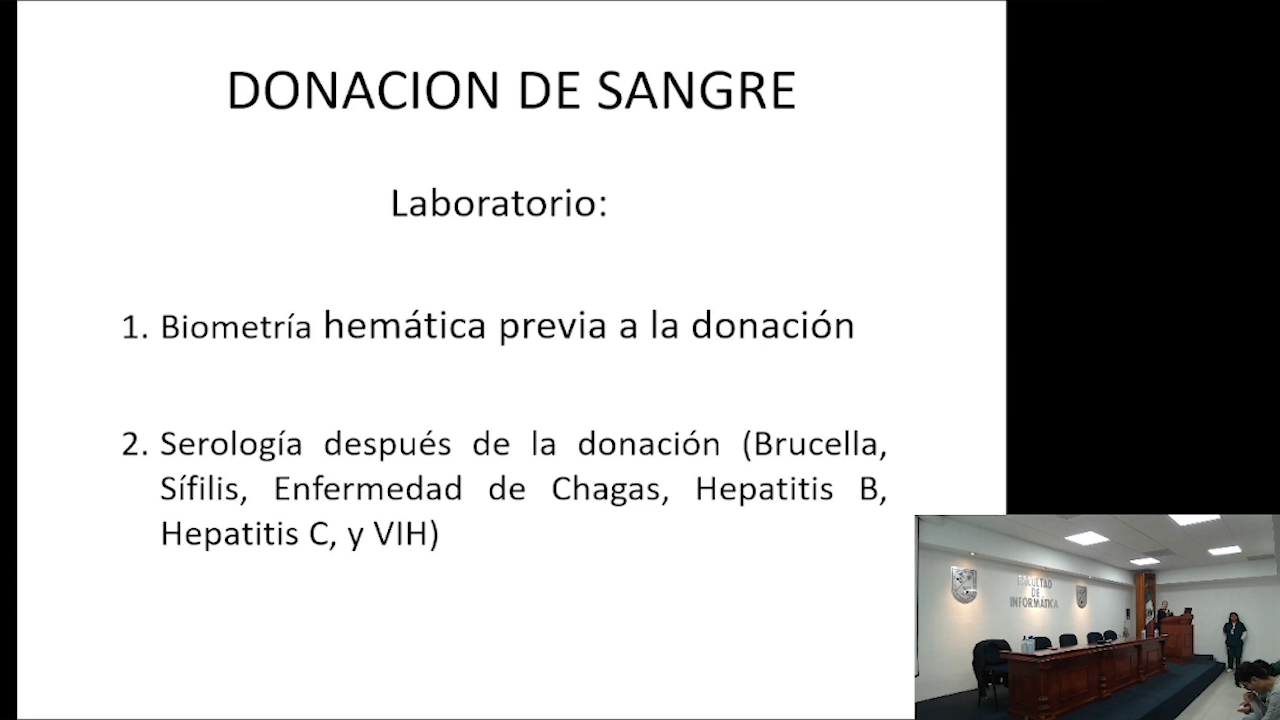 DONACION DE SANGRE
Laboratorio:
1. Biometría hemática previa a la donación
2. Serología después de la donación (Brucella,
Sífilis, Enfermedad de Chagas, Hepatitis B,
Hepatitis C, y VIH)
FACULTAD
DE
INFORMÁTICA